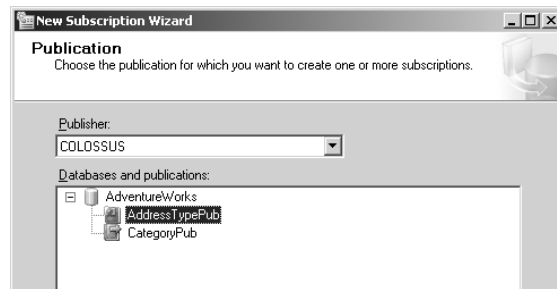 New Subscription Wizard
Publication
Choose the publication for which you want to create one or more subscriptions.
Publisher:
COLOSSUS
Databases and publications:
AdventureWorks
AddressTypePub
CategoryPub